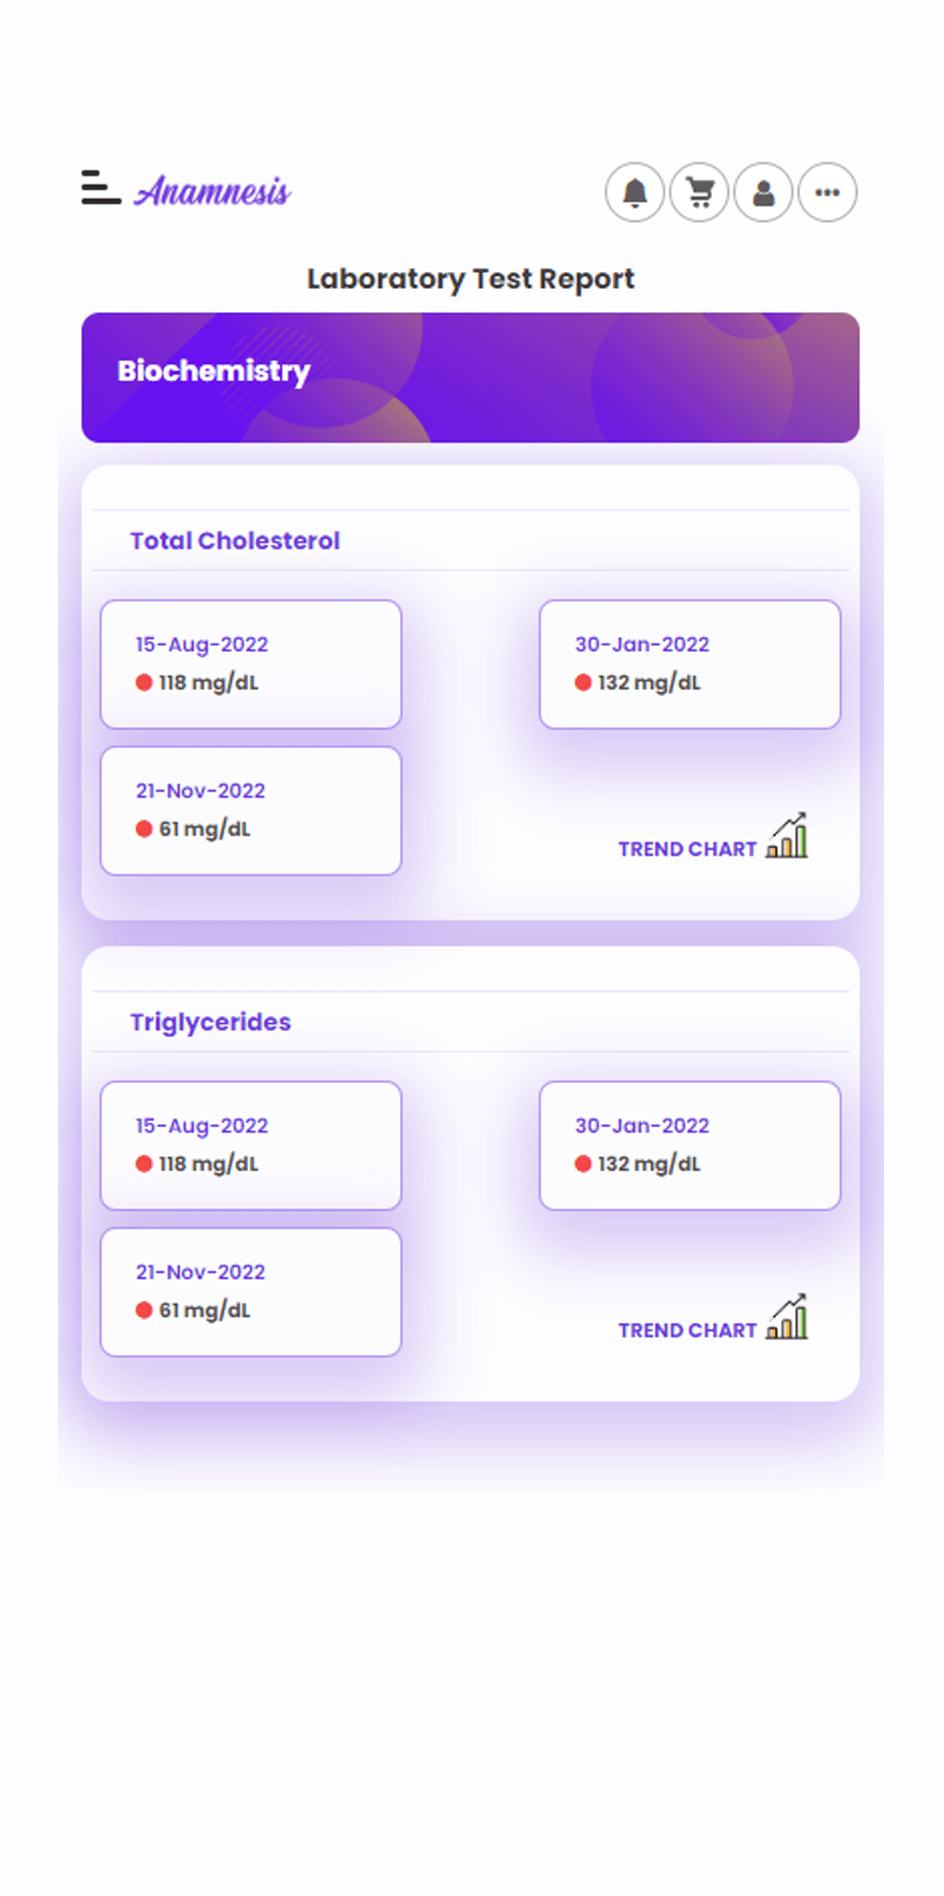 Anamnesis
Laboratory Test Report
Biochemistry
Total Cholesterol
15-Aug-2022
118 mg/dL
30-Jan-2022
132 mg/dL
21-Nov-2022
61 mg/dL
TREND CHART
Triglycerides
15-Aug-2022
118 mg/dL
30-Jan-2022
132 mg/dL
21-Nov-2022
61 mg/dL
TREND CHART